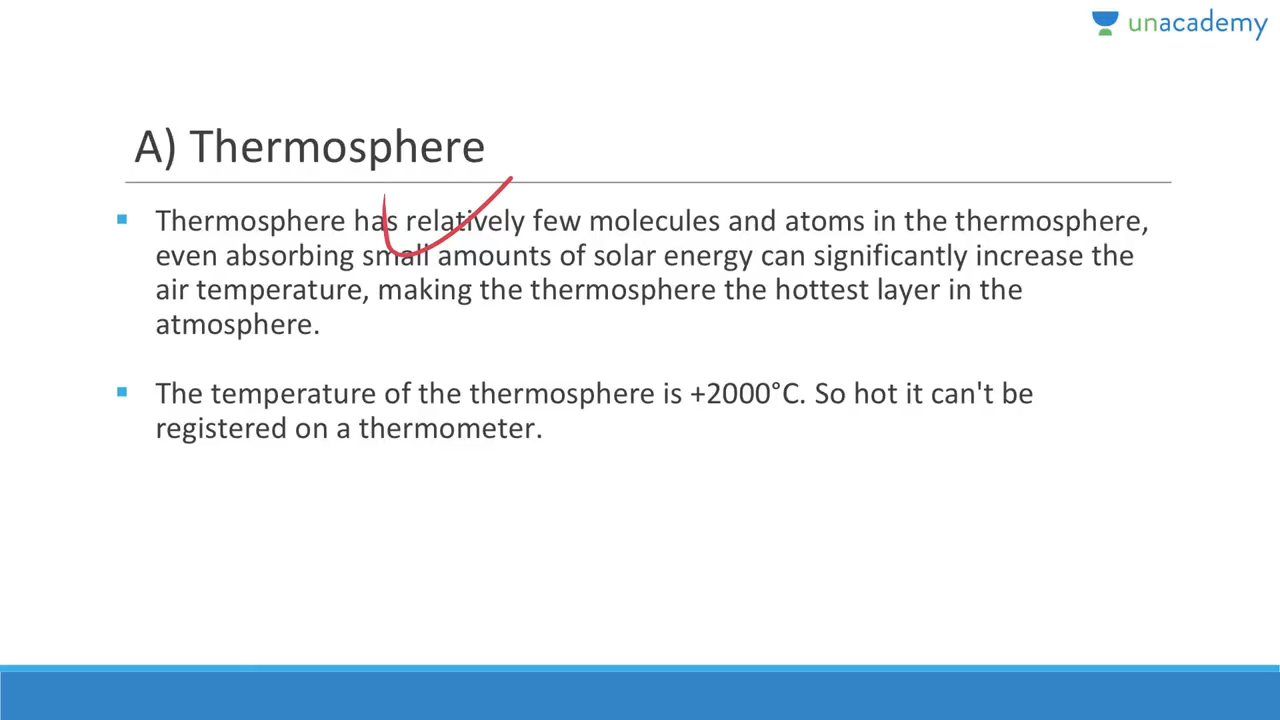 unacademy
A) Thermosphere
Thermosphere has relatively few molecules and atoms in the thermosphere,
even absorbing small amounts of solar energy can significantly increase the
air temperature, making the thermosphere the hottest layer in the
atmosphere.
The temperature of the thermosphere is +2000°C. So hot it can't be
registered on a thermometer.